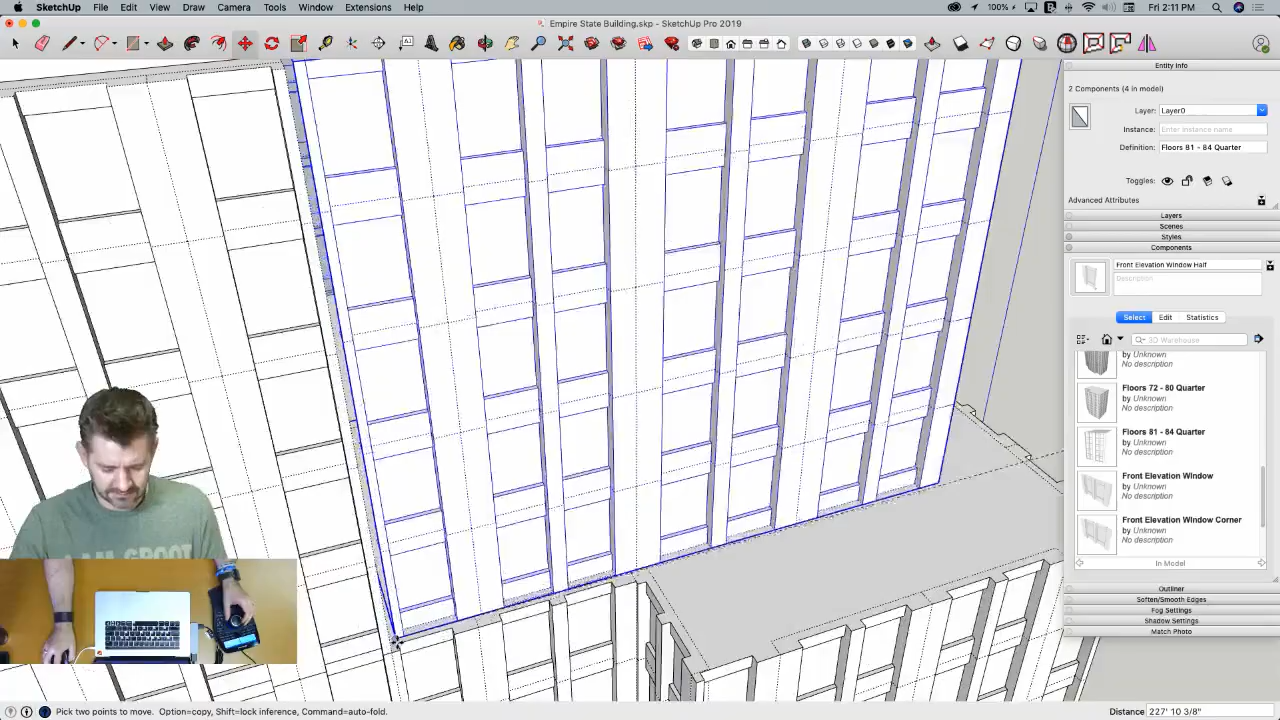 SketchUp File Edit View Draw Camera Tools Window Extensions Help 100% Fri 2:11 PM
Empire State Building.skp - SketchUp Pro 2019
Entity Info
2 Components (4 in model)
Layer: Layer0
Instance: Enter instance name
Definition: Floors 81 - 84 Quarter
Toggles:
Advanced Attributes
Layers
Scenes
Styles
Components
Front Elevation Window Half
Description
Select Edit Statistics
3D Warehouse
by Unknown
No description
Floors 72 - 80 Quarter
by Unknown
No description
Floors 81 - 84 Quarter
by Unknown
No description
Front Elevation Window
by Unknown
No description
Front Elevation Window Corner
by Unknown
No description
In Model
Outliner
Soften/Smooth Edges
Fog Settings
Shadow Settings
Match Photo
Pick two points to move. Option=copy, Shift=lock inference, Command=auto-fold.
Distance 227' 10 3/8"